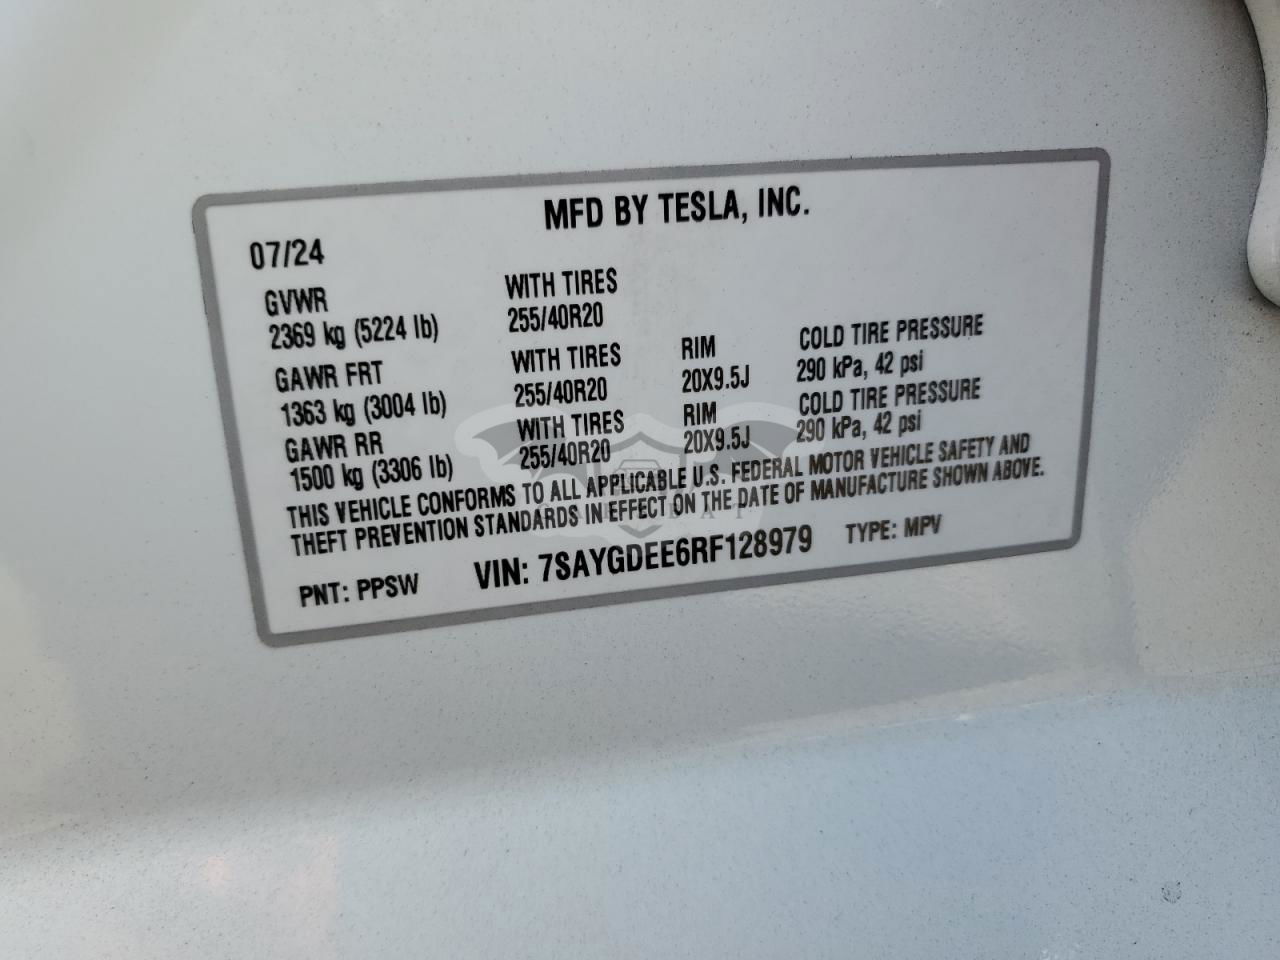 MFD BY TESLA, INC.
07/24
GVWR WITH TIRES
2369 kg (5224 lb) 255/40R20
GAWR FRT WITH TIRES RIM COLD TIRE PRESSURE
1363 kg (3004 lb) 255/40R20 20X9.5J 290 kPa, 42 psi
GAWR RR WITH TIRES RIM COLD TIRE PRESSURE
1500 kg (3306 lb) 255/40R20 20X9.5J 290 kPa, 42 psi
THIS VEHICLE CONFORMS TO ALL APPLICABLE U.S. FEDERAL MOTOR VEHICLE SAFETY AND
THEFT PREVENTION STANDARDS IN EFFECT ON THE DATE OF MANUFACTURE SHOWN ABOVE.
PNT: PPSW VIN: 7SAYGDEE6RF128979 TYPE: MPV